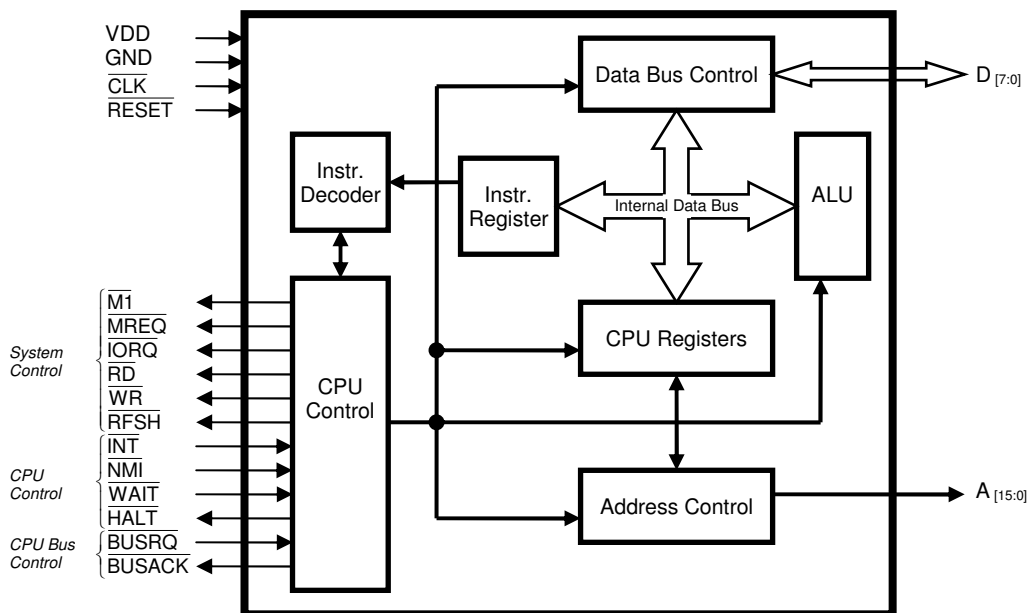 VDD
GND
CLK
RESET
Data Bus Control
D [7:0]
Instr.
Decoder
Instr.
Register
Internal Data Bus
ALU
System
Control
M1
MREQ
IORQ
RD
WR
RFSH
CPU
Control
INT
NMI
WAIT
HALT
CPU Bus
Control
BUSRQ
BUSACK
CPU
Control
CPU Registers
Address Control
A [15:0]